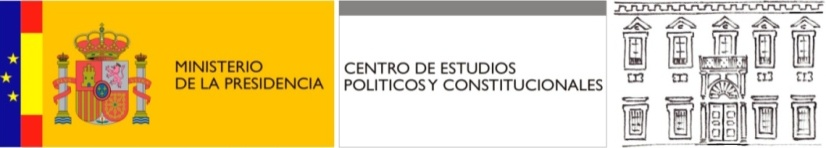 MINISTERIO
DE LA PRESIDENCIA
CENTRO DE ESTUDIOS
POLITICOS Y CONSTITUCIONALES